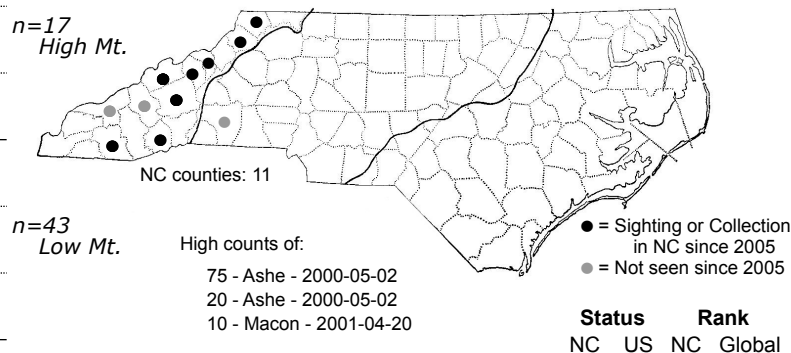 n=17
High Mt.
NC counties: 11
n=43
Low Mt.
High counts of:
75 - Ashe - 2000-05-02
20 - Ashe - 2000-05-02
10 - Macon - 2001-04-20
= Sighting or Collection
in NC since 2005
= Not seen since 2005
Status Rank
NC US NC Global